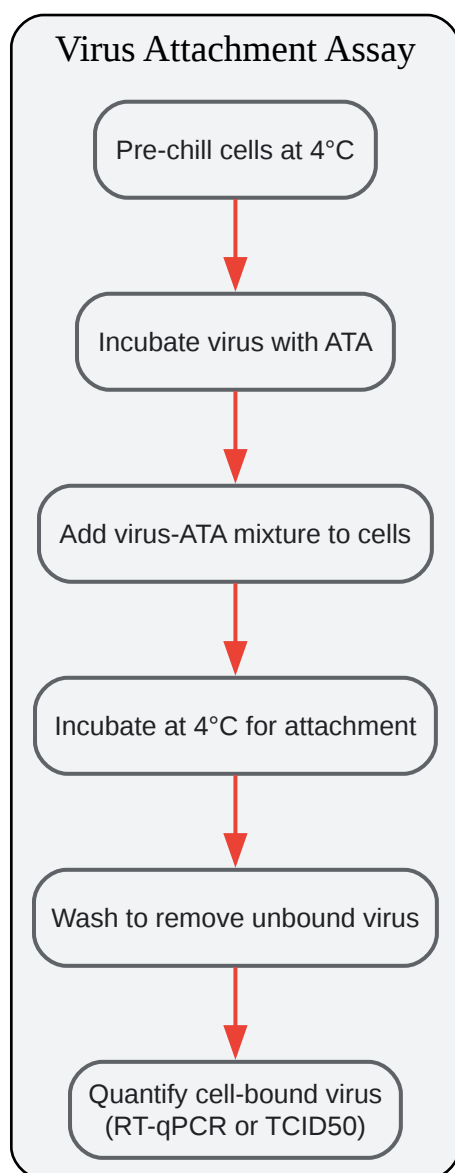 Virus Attachment Assay
Pre-chill cells at 4°C
Incubate virus with ATA
Add virus-ATA mixture to cells
Incubate at 4°C for attachment
Wash to remove unbound virus
Quantify cell-bound virus
(RT-qPCR or TCID50)